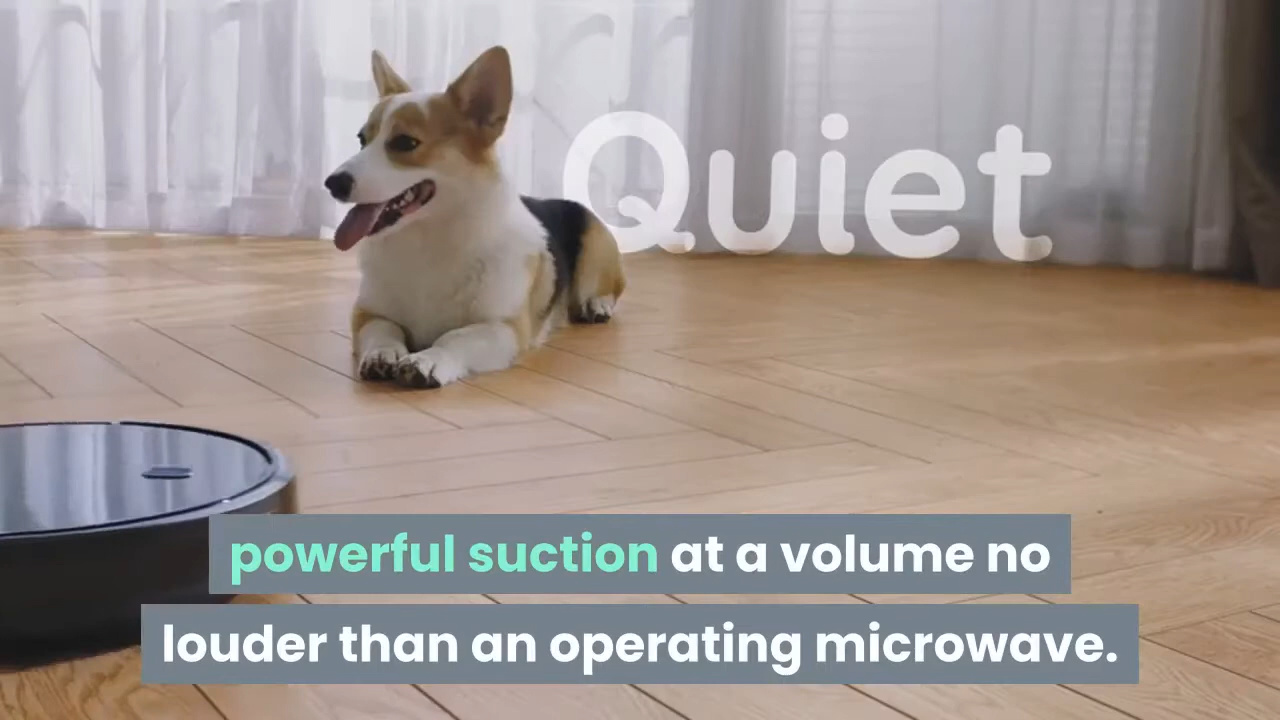 Quiet
powerful suction at a volume no
louder than an operating microwave.